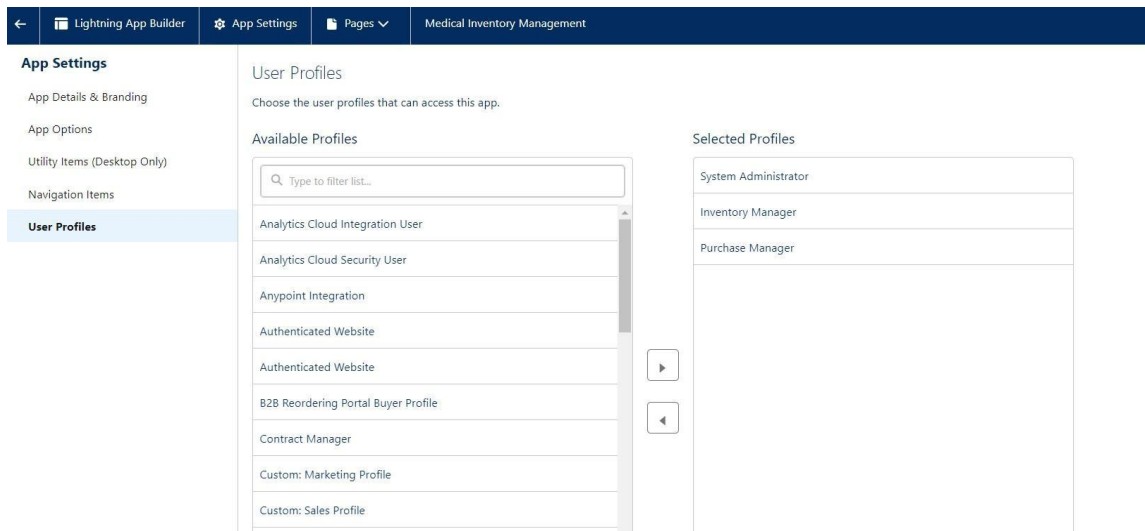 Lightning App Builder
App Settings
Pages
Medical Inventory Management
App Settings
App Details & Branding
App Options
Utility Items (Desktop Only)
Navigation Items
User Profiles
User Profiles
Choose the user profiles that can access this app.
Available Profiles
Type to filter list...
Analytics Cloud Integration User
Analytics Cloud Security User
Anypoint Integration
Authenticated Website
Authenticated Website
B2B Reordering Portal Buyer Profile
Contract Manager
Custom: Marketing Profile
Custom: Sales Profile
Selected Profiles
System Administrator
Inventory Manager
Purchase Manager